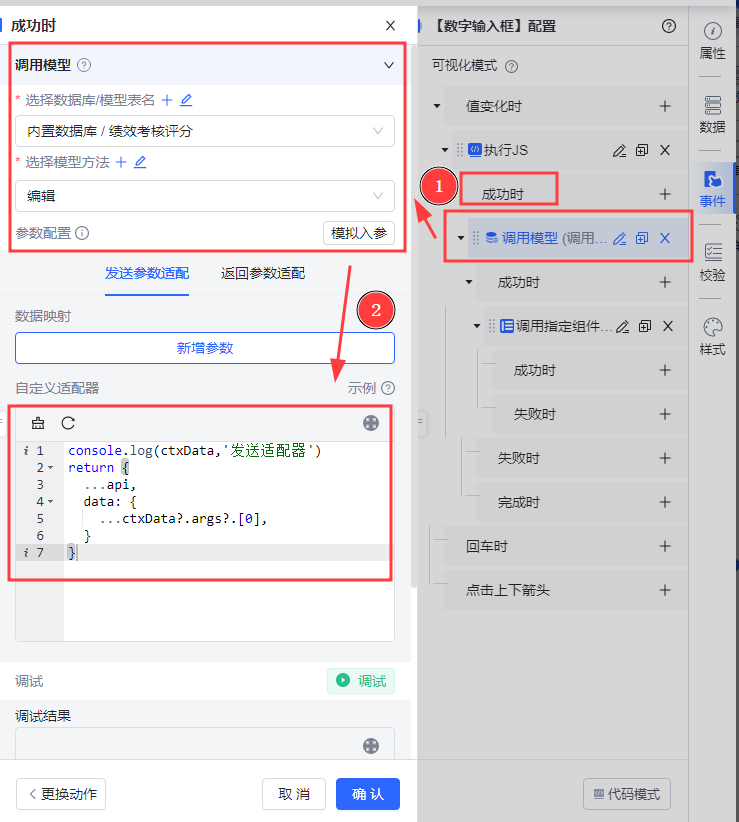 成功时
调用模型
* 选择数据库/模型表名
内置数据库 / 绩效考核评分
* 选择模型方法
编辑
参数配置
模拟入参
发送参数适配
返回参数适配
数据映射
新增参数
自定义适配器
示例
i 1 console.log(ctxData,'发送适配器')
2 return {
3 ...api,
4 data: {
5 ...ctxData?.args?.[0],
6 }
i 7 }
调试
调试
调试结果
更换动作
取 消
确 认
【数字输入框】配置
可视化模式
值变化时
执行JS
1
成功时
调用模型 (调用...
成功时
2
调用指定组件...
成功时
失败时
失败时
完成时
回车时
点击上下箭头
代码模式
属性
数据
事件
校验
样式